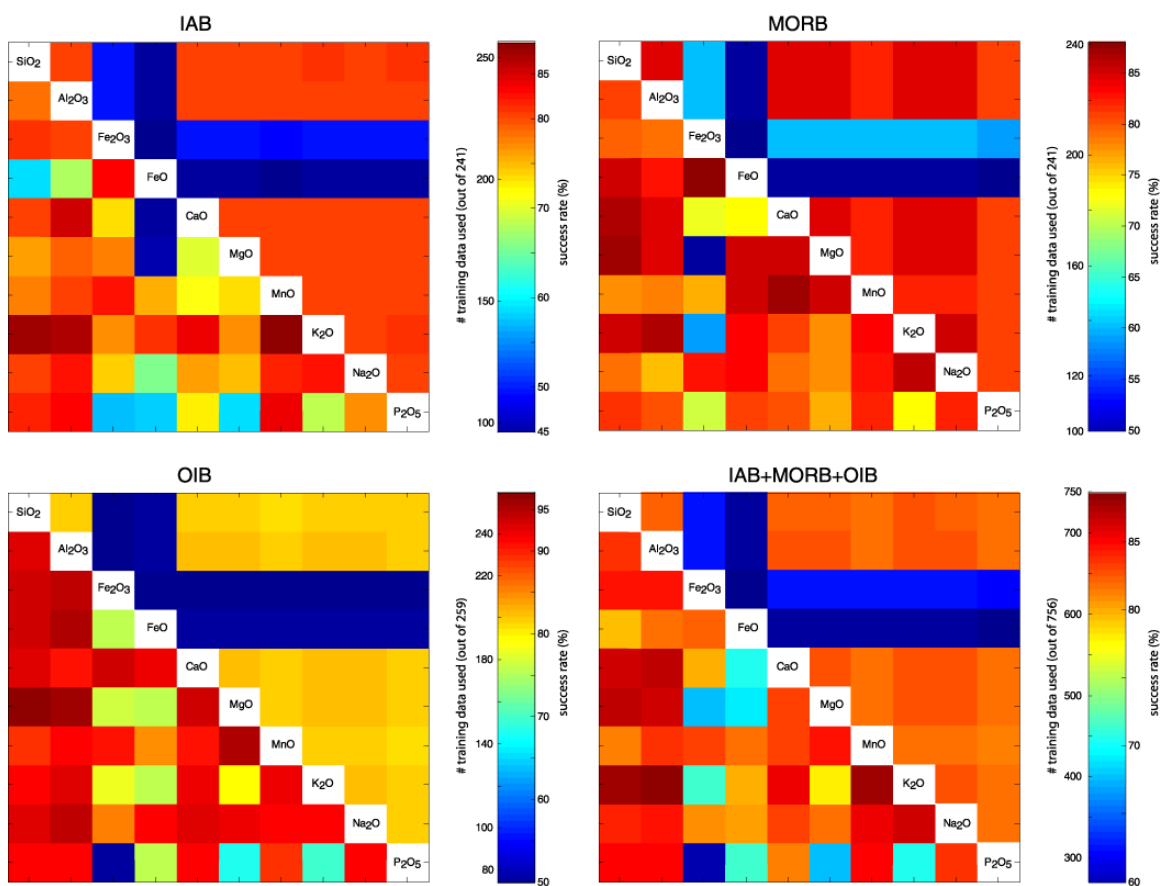 IAB
SiO2
Al2O3
Fe2O3
FeO
CaO
MgO
MnO
K2O
Na2O
P2O5
250
200
150
100
# training data used (out of 241)
85
80
75
70
65
60
55
50
45
success rate (%)
MORB
SiO2
Al2O3
Fe2O3
FeO
CaO
MgO
MnO
K2O
Na2O
P2O5
240
200
160
120
100
# training data used (out of 241)
85
80
75
70
65
60
55
50
success rate (%)
OIB
SiO2
Al2O3
Fe2O3
FeO
CaO
MgO
MnO
K2O
Na2O
P2O5
240
220
180
140
100
80
# training data used (out of 259)
95
90
85
80
75
70
65
60
55
50
success rate (%)
IAB+MORB+OIB
SiO2
Al2O3
Fe2O3
FeO
CaO
MgO
MnO
K2O
Na2O
P2O5
750
700
600
500
400
300
# training data used (out of 756)
85
80
75
70
65
60
success rate (%)